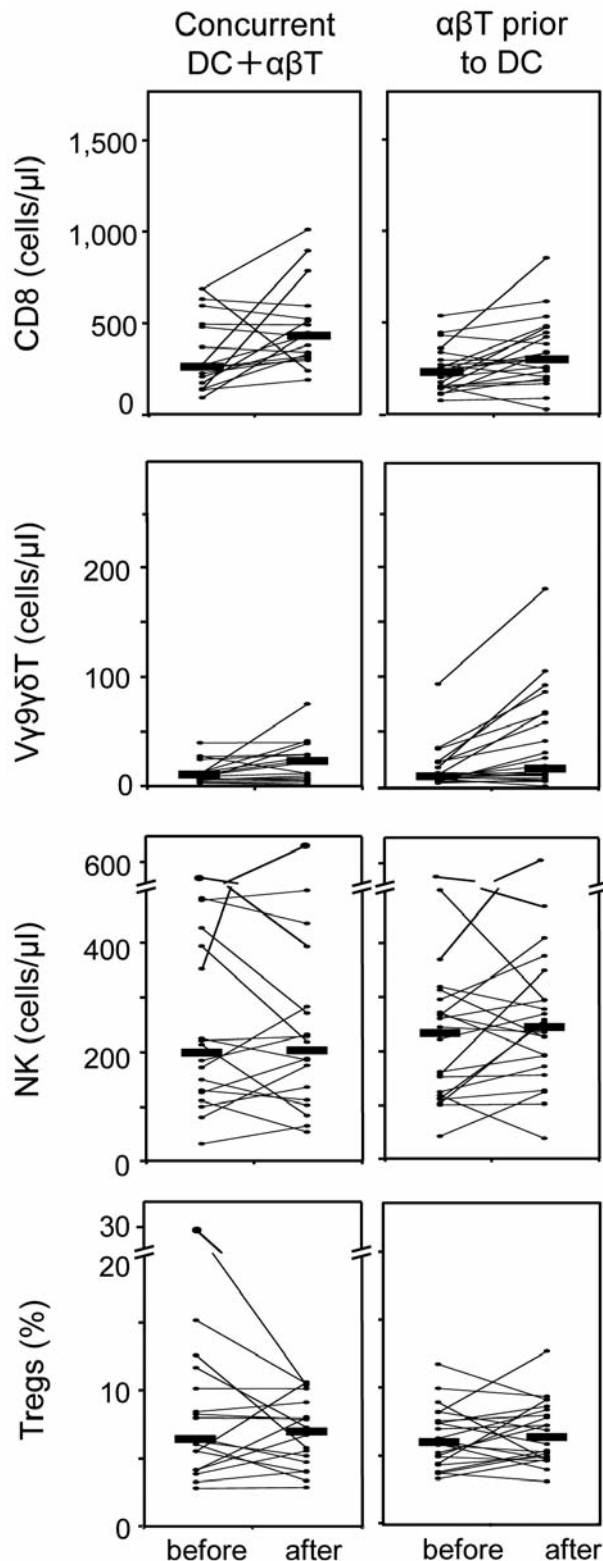 Concurrent
DC+αβT
αβT prior
to DC
CD8 (cells/µl)
1,500
1,000
500
0
Vγ9γδT (cells/µl)
200
100
0
NK (cells/µl)
600
400
200
0
Tregs (%)
30
20
10
0
before
after
before
after